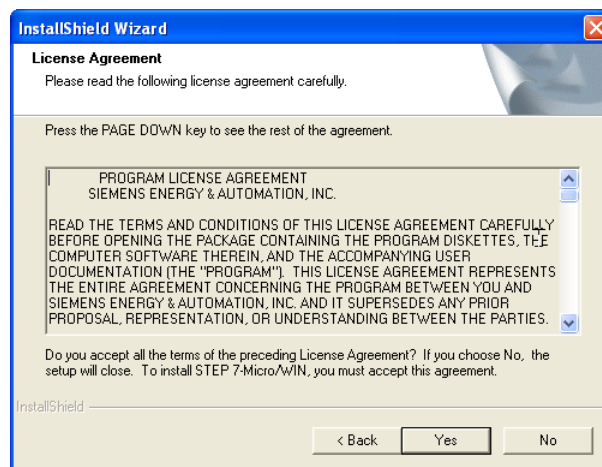 InstallShield Wizard
License Agreement
Please read the following license agreement carefully.
Press the PAGE DOWN key to see the rest of the agreement.
PROGRAM LICENSE AGREEMENT
SIEMENS ENERGY & AUTOMATION, INC.
READ THE TERMS AND CONDITIONS OF THIS LICENSE AGREEMENT CAREFULLY
BEFORE OPENING THE PACKAGE CONTAINING THE PROGRAM DISKETTES, THE
COMPUTER SOFTWARE THEREIN, AND THE ACCOMPANYING USER
DOCUMENTATION (THE "PROGRAM"). THIS LICENSE AGREEMENT REPRESENTS
THE ENTIRE AGREEMENT CONCERNING THE PROGRAM BETWEEN YOU AND
SIEMENS ENERGY & AUTOMATION, INC. AND IT SUPERSEDES ANY PRIOR
PROPOSAL, REPRESENTATION, OR UNDERSTANDING BETWEEN THE PARTIES.
Do you accept all the terms of the preceding License Agreement? If you choose No, the
setup will close. To install STEP 7-Micro/WIN, you must accept this agreement.
InstallShield
< Back Yes No